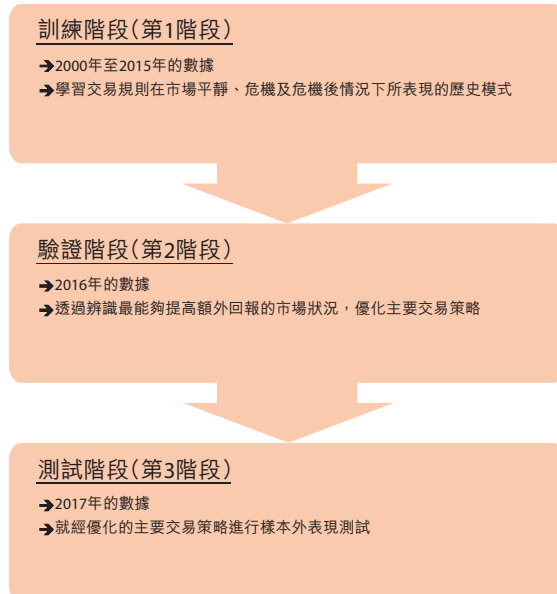 訓練階段(第1階段)
➔2000年至2015年的數據
➔學習交易規則在市場平靜、危機及危機後情況下所表現的歷史模式
驗證階段(第2階段)
➔2016年的數據
➔透過辨識最能夠提高額外回報的市場狀況，優化主要交易策略
測試階段(第3階段)
➔2017年的數據
➔就經優化的主要交易策略進行樣本外表現測試